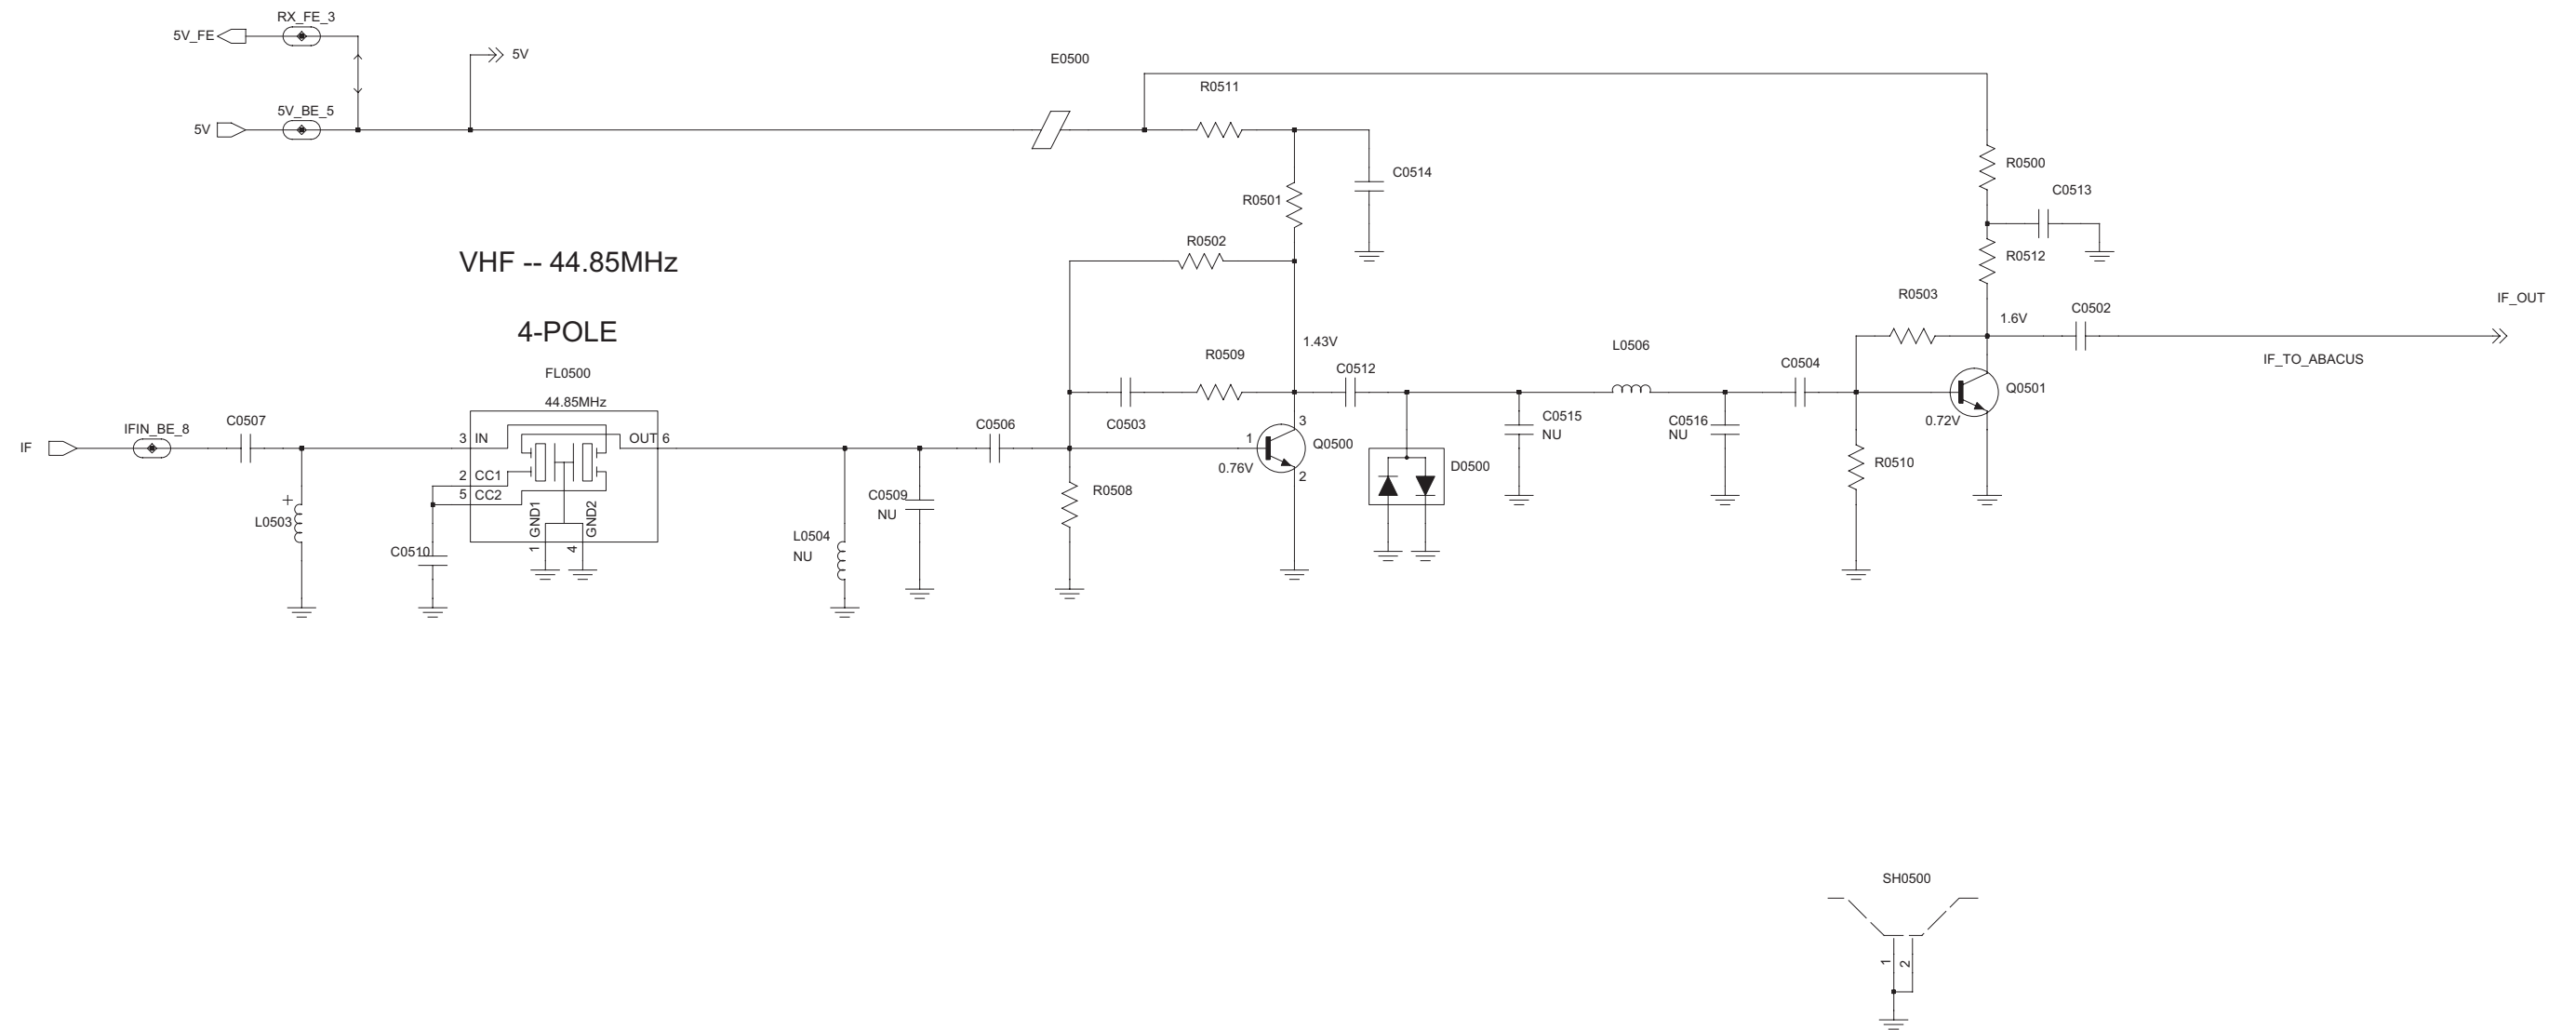 RX_FE_3
5V_FE
5V
E0500
R0511
5V_BE_5
5V
R0500
C0514
C0513
R0501
R0502
R0512
VHF -- 44.85MHz
R0503
IF_OUT
C0502
1.6V
4-POLE
1.43V
L0506
R0509
IF_TO_ABACUS
C0512
C0504
FL0500
Q0501
44.85MHz
C0507
IFIN_BE_8
C0506
C0503
C0515
NU
C0516
NU
0.72V
3
IF
3 IN
OUT 6
1
Q0500
0.76V
D0500
R0510
2 CC1
2
5 CC2
R0508
C0509
NU
+
L0503
GND1
GND2
L0504
NU
C0510
1
4
SH0500
1
2